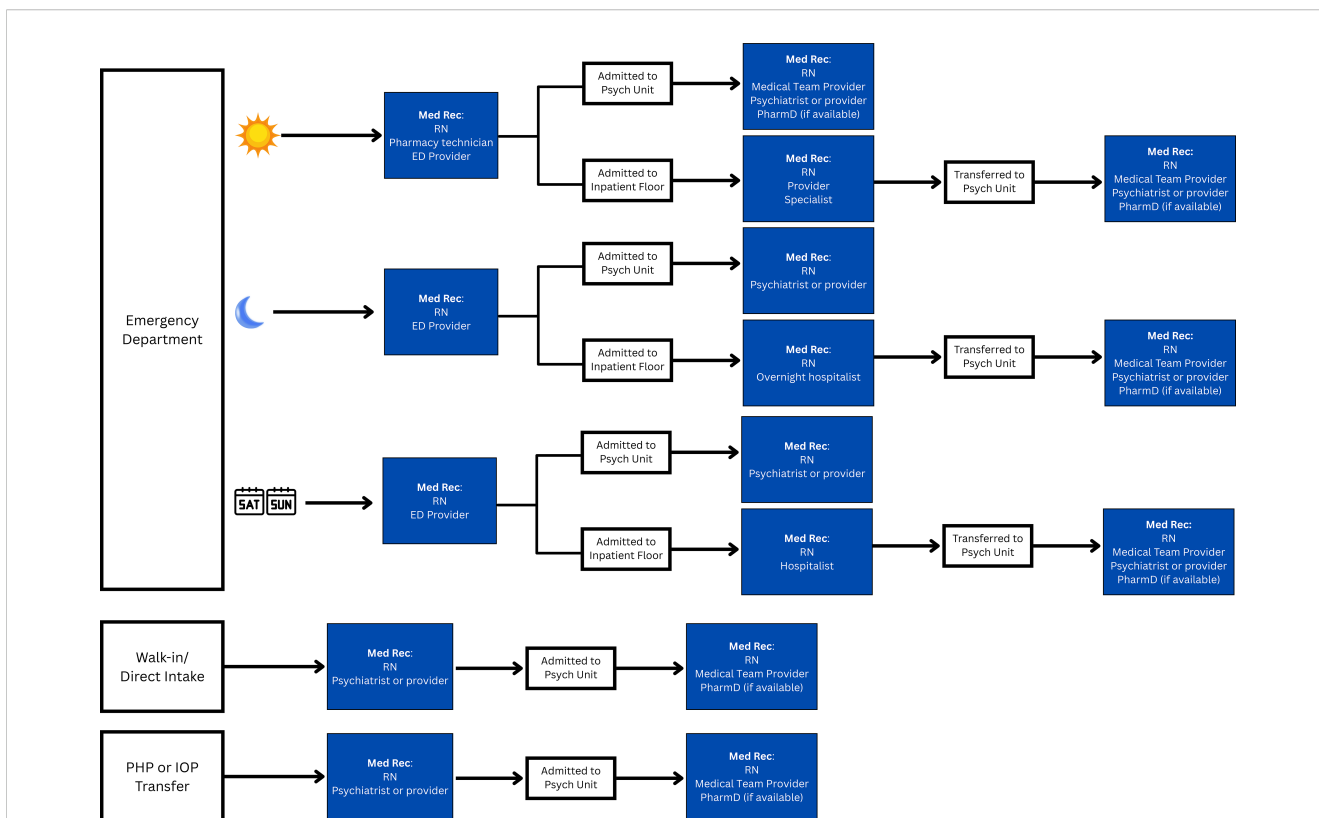 Emergency
Department
Med Rec:
RN
Pharmacy technician
ED Provider
Admitted to
Psych Unit
Med Rec:
RN
Medical Team Provider
Psychiatrist or provider
PharmD (if available)
Admitted to
Inpatient Floor
Med Rec:
RN
Provider
Specialist
Transferred to
Psych Unit
Med Rec:
RN
Medical Team Provider
Psychiatrist or provider
PharmD (if available)
Med Rec:
RN
ED Provider
Admitted to
Psych Unit
Med Rec:
RN
Psychiatrist or provider
Admitted to
Inpatient Floor
Med Rec:
RN
Overnight hospitalist
Transferred to
Psych Unit
Med Rec:
RN
Medical Team Provider
Psychiatrist or provider
PharmD (if available)
SAT SUN
Med Rec:
RN
ED Provider
Admitted to
Psych Unit
Med Rec:
RN
Psychiatrist or provider
Admitted to
Inpatient Floor
Med Rec:
RN
Hospitalist
Transferred to
Psych Unit
Med Rec:
RN
Medical Team Provider
Psychiatrist or provider
PharmD (if available)
Walk-in/
Direct Intake
Med Rec:
RN
Psychiatrist or provider
Admitted to
Psych Unit
Med Rec:
RN
Medical Team Provider
PharmD (if available)
PHP or IOP
Transfer
Med Rec:
RN
Psychiatrist or provider
Admitted to
Psych Unit
Med Rec:
RN
Medical Team Provider
PharmD (if available)